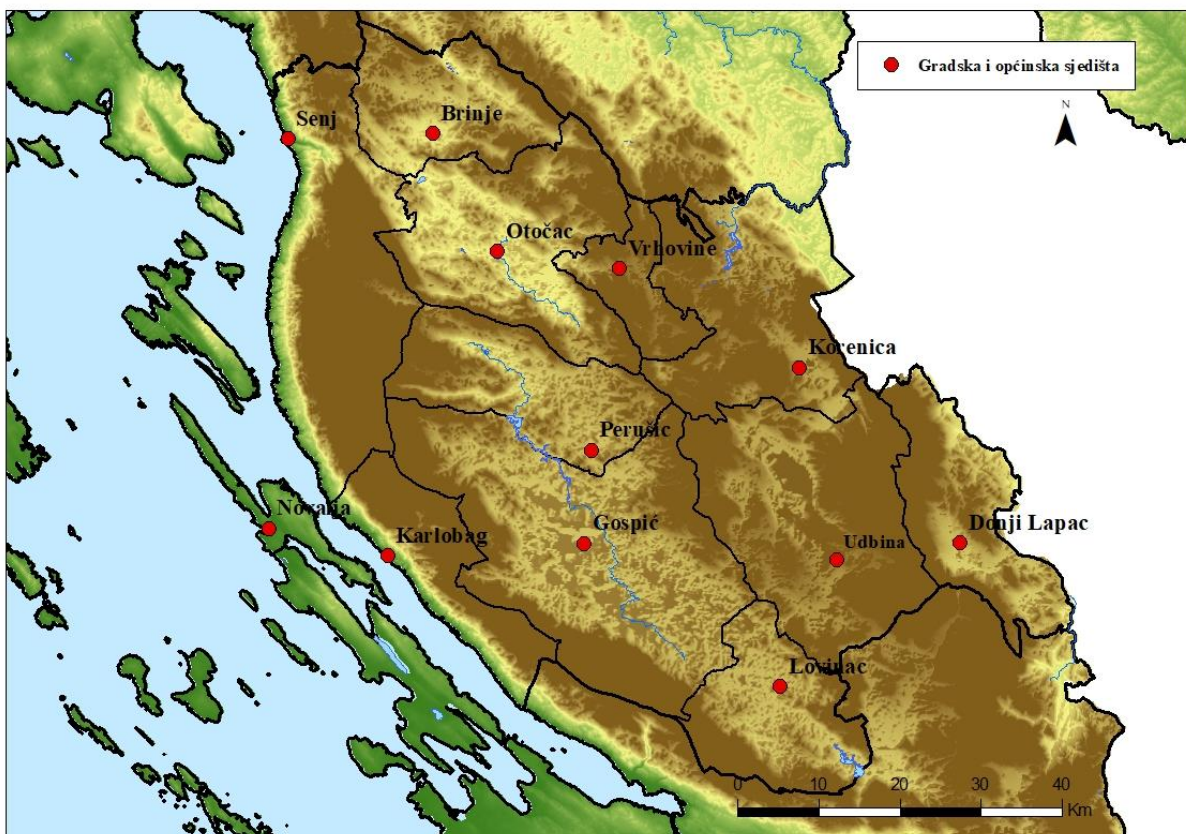 Gradska i općinska sjedišta
N
Senj
Brinje
Otočac
Vrhovine
Korenica
Perušić
Novalja
Karlobag
Gospić
Udbina
Donji Lapac
Lovinac
0 10 20 30 40
Km